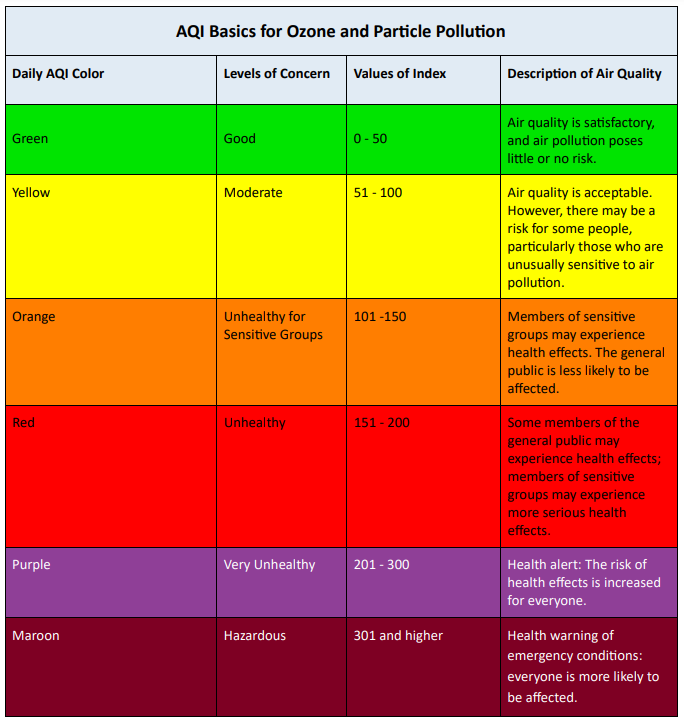 AQI Basics for Ozone and Particle Pollution
Daily AQI Color
Levels of Concern
Values of Index
Description of Air Quality
Green
Good
0 - 50
Air quality is satisfactory,
and air pollution poses
little or no risk.
Yellow
Moderate
51 - 100
Air quality is acceptable.
However, there may be a
risk for some people,
particularly those who are
unusually sensitive to air
pollution.
Orange
Unhealthy for
Sensitive Groups
101 -150
Members of sensitive
groups may experience
health effects. The general
public is less likely to be
affected.
Red
Unhealthy
151 - 200
Some members of the
general public may
experience health effects;
members of sensitive
groups may experience
more serious health
effects.
Purple
Very Unhealthy
201 - 300
Health alert: The risk of
health effects is increased
for everyone.
Maroon
Hazardous
301 and higher
Health warning of
emergency conditions:
everyone is more likely to
be affected.